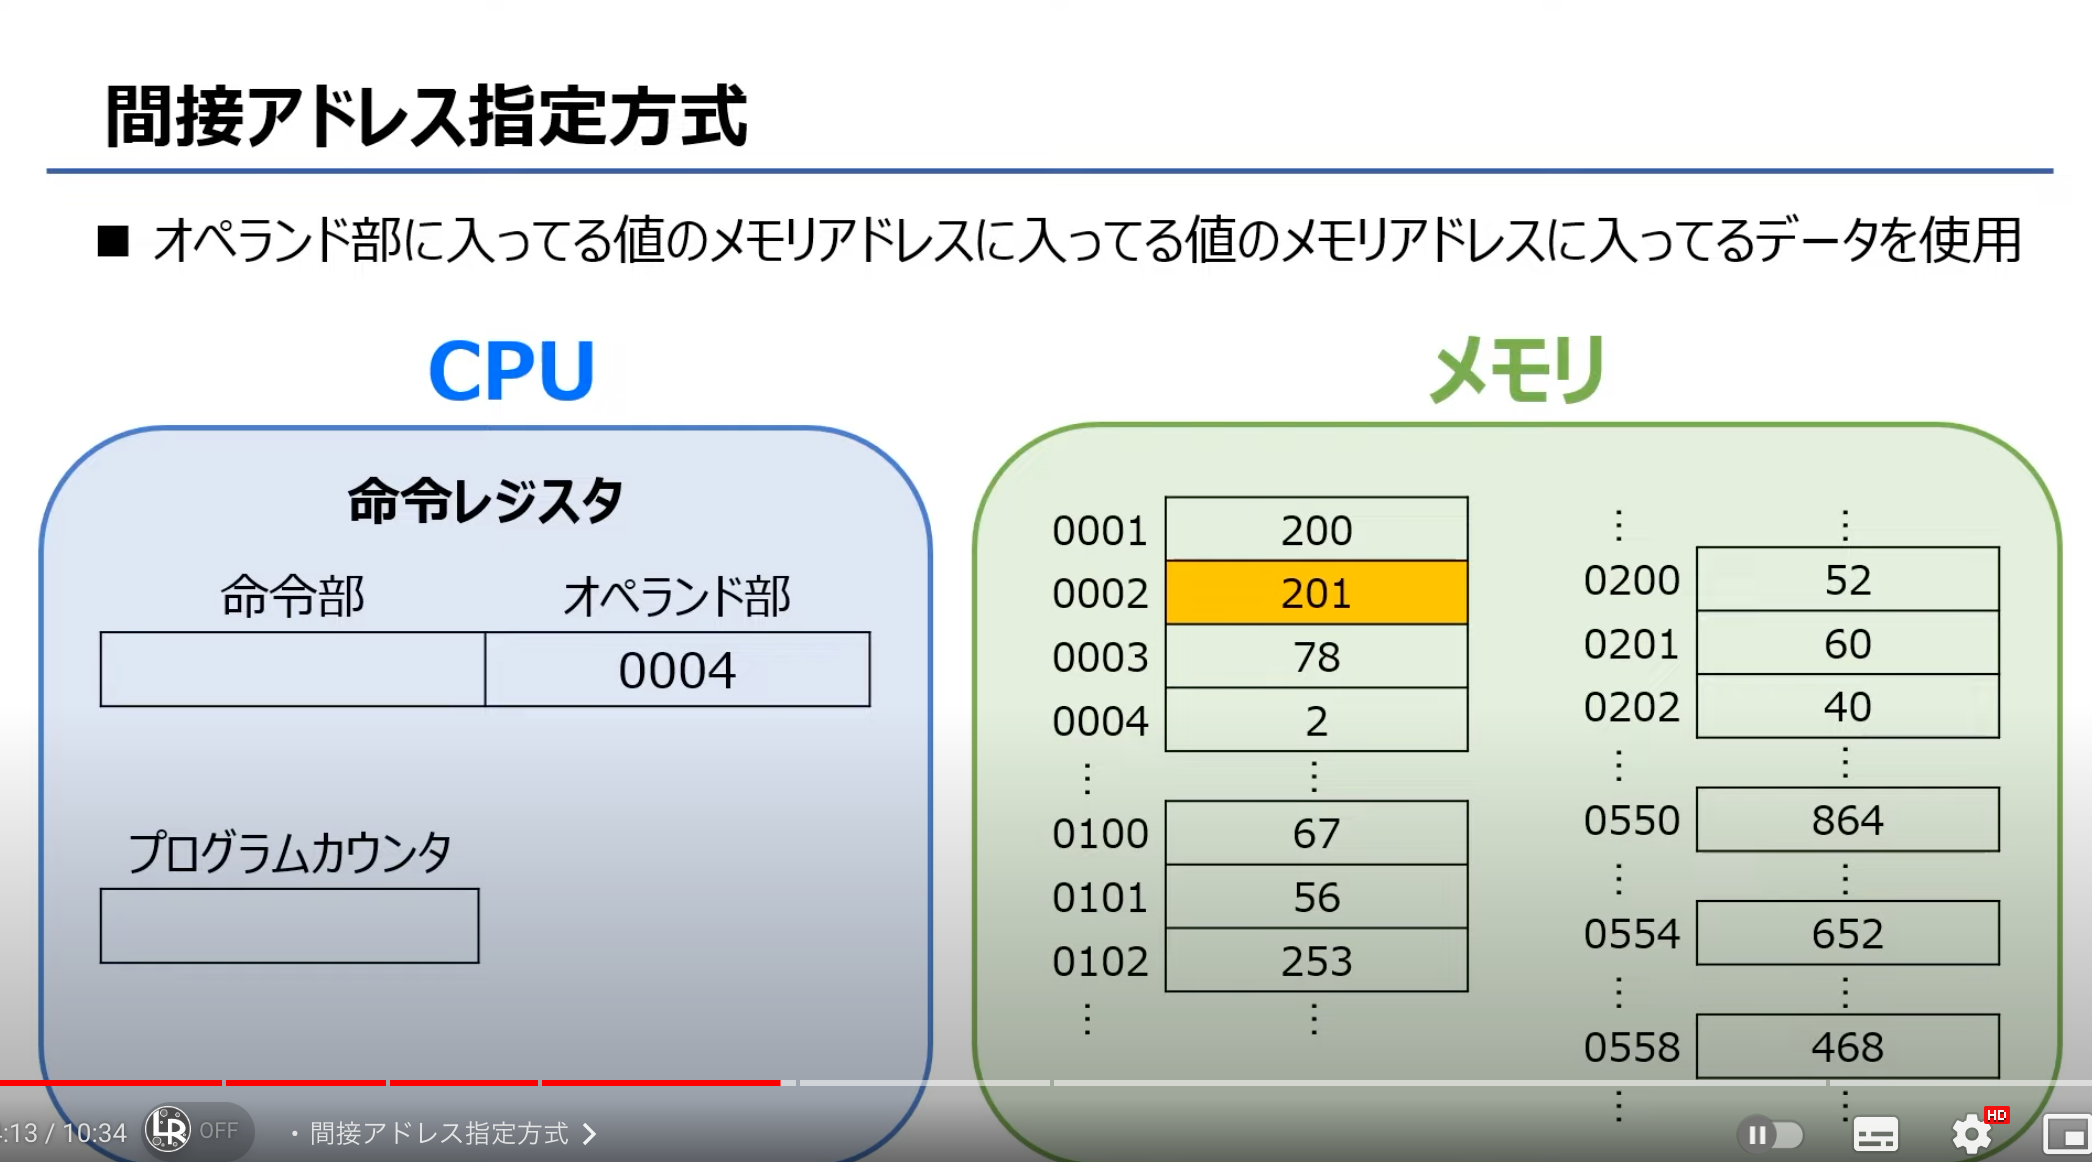 間接アドレス指定方式
■ オペランド部に入ってる値のメモリアドレスに入ってる値のメモリアドレスに入ってるデータを使用
CPU
命令レジスタ
命令部 オペランド部
0004
プログラムカウンタ
メモリ
0001 200
0002 201
0003 78
0004 2
⋮ ⋮
0100 67
0101 56
0102 253
⋮ ⋮
⋮ ⋮
0200 52
0201 60
0202 40
⋮ ⋮
0550 864
⋮ ⋮
0554 652
⋮ ⋮
0558 468
⋮ ⋮
:13 / 10:34 LR OFF ・間接アドレス指定方式 HD